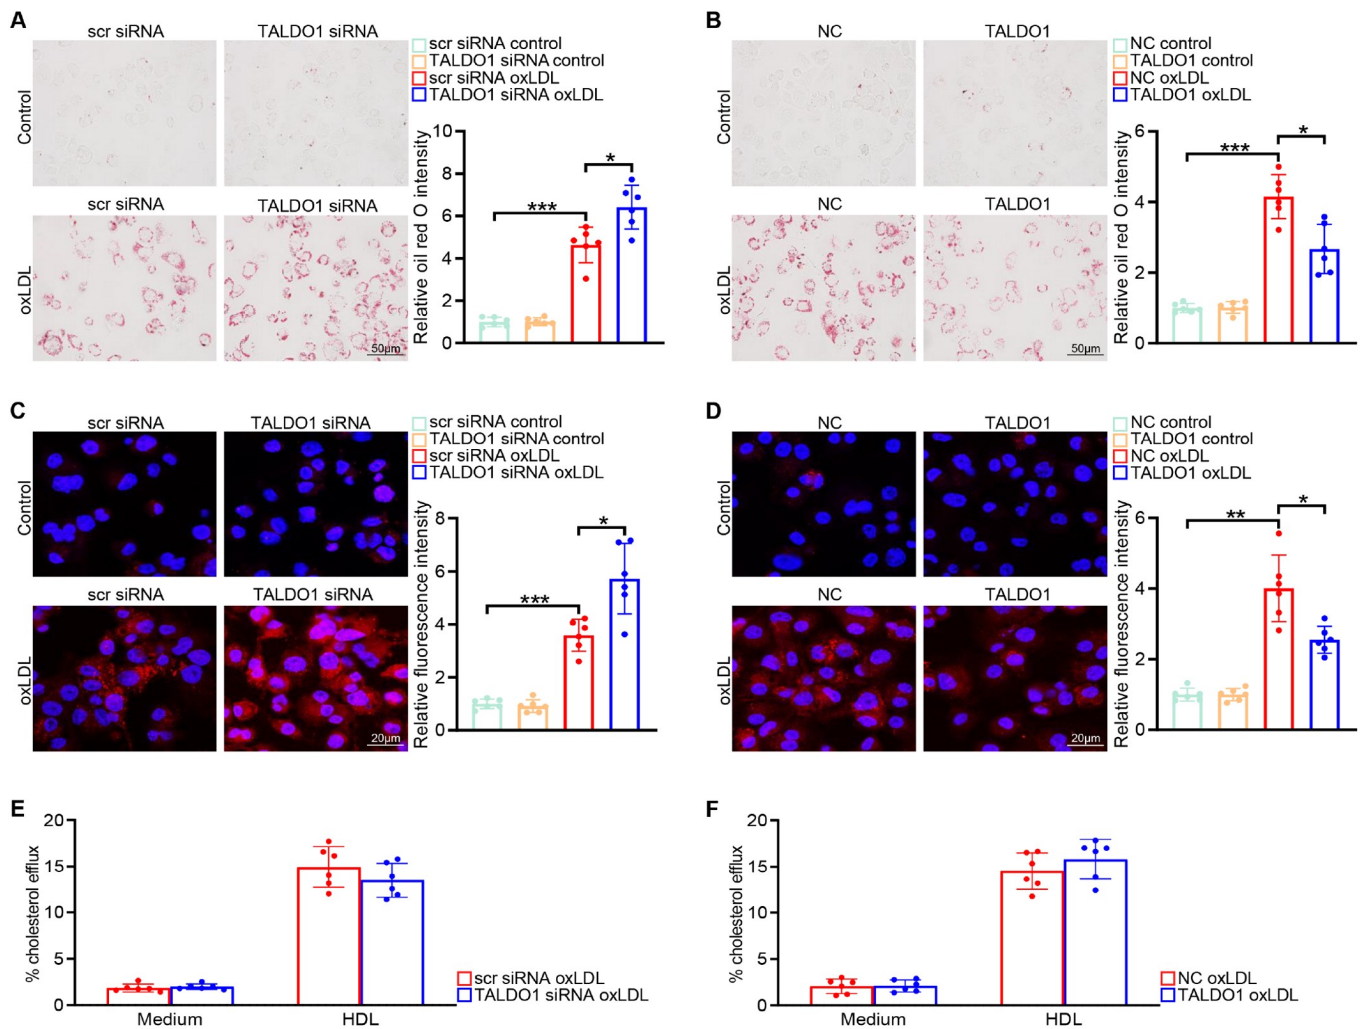 A
scr siRNA
TALDO1 siRNA
Control
scr siRNA
TALDO1 siRNA
oxLDL
50μm
scr siRNA control
TALDO1 siRNA control
scr siRNA oxLDL
TALDO1 siRNA oxLDL
Relative oil red O intensity
10
8
6
4
2
0
***
*
B
NC
TALDO1
Control
NC
TALDO1
oxLDL
50μm
NC control
TALDO1 control
NC oxLDL
TALDO1 oxLDL
Relative oil red O intensity
6
4
2
0
***
*
C
scr siRNA
TALDO1 siRNA
Control
scr siRNA
TALDO1 siRNA
oxLDL
20μm
scr siRNA control
TALDO1 siRNA control
scr siRNA oxLDL
TALDO1 siRNA oxLDL
Relative fluorescence intensity
8
6
4
2
0
***
*
D
NC
TALDO1
Control
NC
TALDO1
oxLDL
20μm
NC control
TALDO1 control
NC oxLDL
TALDO1 oxLDL
Relative fluorescence intensity
6
4
2
0
**
*
E
% cholesterol efflux
20
15
10
5
0
Medium
HDL
scr siRNA oxLDL
TALDO1 siRNA oxLDL
F
% cholesterol efflux
20
15
10
5
0
Medium
HDL
NC oxLDL
TALDO1 oxLDL